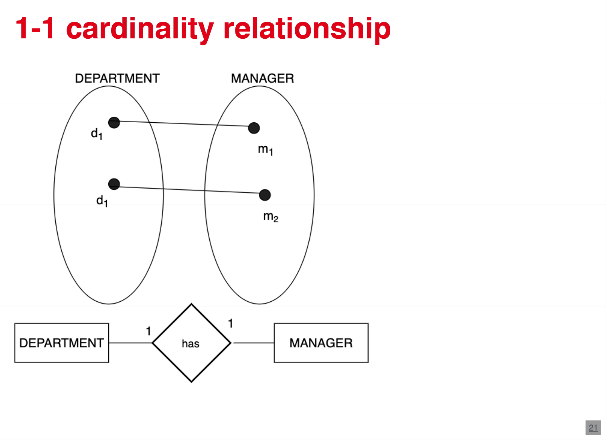 1-1 cardinality relationship
DEPARTMENT MANAGER
d1
m1
d1
m2
1 1
DEPARTMENT has MANAGER
21